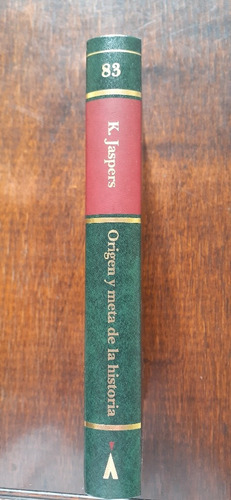 83
K. Jaspers
Origen y meta de la historia